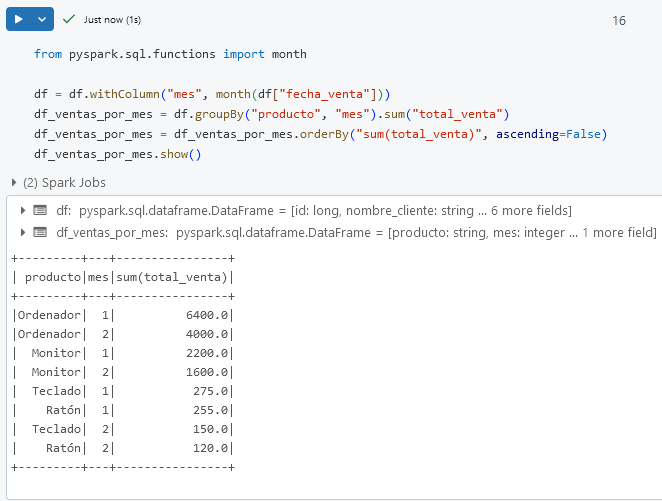 Just now (1s)
16
from pyspark.sql.functions import month
df = df.withColumn("mes", month(df["fecha_venta"]))
df_ventas_por_mes = df.groupBy("producto", "mes").sum("total_venta")
df_ventas_por_mes = df_ventas_por_mes.orderBy("sum(total_venta)", ascending=False)
df_ventas_por_mes.show()
(2) Spark Jobs
df: pyspark.sql.dataframe.DataFrame = [id: long, nombre_cliente: string ... 6 more fields]
df_ventas_por_mes: pyspark.sql.dataframe.DataFrame = [producto: string, mes: integer ... 1 more field]
+---------+---+----------------+
| producto|mes|sum(total_venta)|
+---------+---+----------------+
|Ordenador|  1|          6400.0|
|Ordenador|  2|          4000.0|
|  Monitor|  1|          2200.0|
|  Monitor|  2|          1600.0|
|  Teclado|  1|           275.0|
|    Ratón|  1|           255.0|
|  Teclado|  2|           150.0|
|    Ratón|  2|           120.0|
+---------+---+----------------+